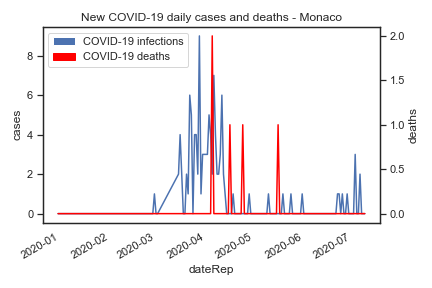 New COVID-19 daily cases and deaths - Monaco
COVID-19 infections
COVID-19 deaths
cases
8
6
4
2
0
deaths
2.0
1.5
1.0
0.5
0.0
2020-01
2020-02
2020-03
2020-04
2020-05
2020-06
2020-07
dateRep